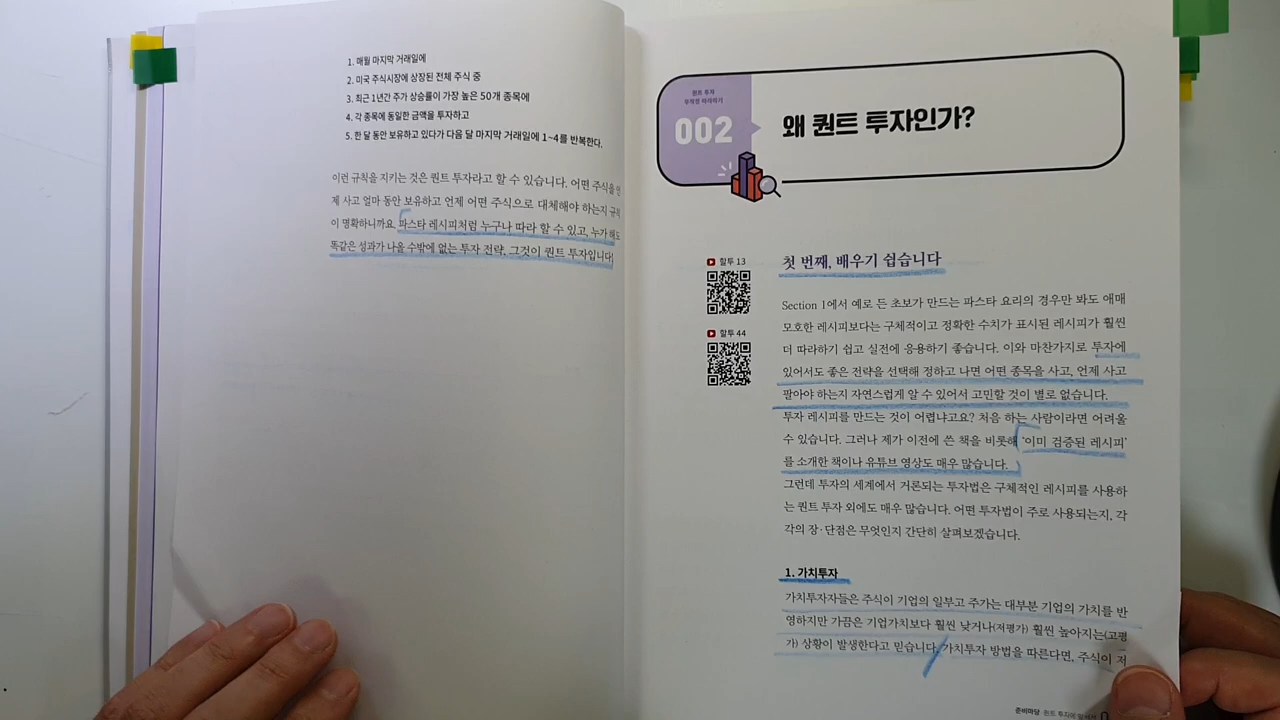 1. 매월 마지막 거래일에
2. 미국 주식시장에 상장된 전체 주식 중
3. 최근 1년간 주가 상승률이 가장 높은 50개 종목에
4. 각 종목에 동일한 금액을 투자하고
5. 한 달 동안 보유하고 있다가 다음 달 마지막 거래일에 1~4를 반복한다.
이런 규칙을 지키는 것은 퀀트 투자라고 할 수 있습니다. 어떤 주식을 언
제 사고 얼마 동안 보유하고 언제 어떤 주식으로 대체해야 하는지 규칙
이 명확하니까요. 파스타 레시피처럼 누구나 따라 할 수 있고, 누가 해도
똑같은 성과가 나올 수밖에 없는 투자 전략, 그것이 퀀트 투자입니다!
퀀트 투자
무작정 따라하기
002
왜 퀀트 투자인가?
할투 13
할투 44
첫 번째, 배우기 쉽습니다
Section 1에서 예로 든 초보가 만드는 파스타 요리의 경우만 봐도 애매
모호한 레시피보다는 구체적이고 정확한 수치가 표시된 레시피가 훨씬
더 따라하기 쉽고 실전에 응용하기 좋습니다. 이와 마찬가지로 투자에
있어서도 좋은 전략을 선택해 정하고 나면 어떤 종목을 사고, 언제 사고
팔아야 하는지 자연스럽게 알 수 있어서 고민할 것이 별로 없습니다.
투자 레시피를 만드는 것이 어렵냐고요? 처음 하는 사람이라면 어려울
수 있습니다. 그러나 제가 이전에 쓴 책을 비롯해 '이미 검증된 레시피'
를 소개한 책이나 유튜브 영상도 매우 많습니다.
그런데 투자의 세계에서 거론되는 투자법은 구체적인 레시피를 사용하
는 퀀트 투자 외에도 매우 많습니다. 어떤 투자법이 주로 사용되는지, 각
각의 장·단점은 무엇인지 간단히 살펴보겠습니다.
1. 가치투자
가치투자자들은 주식이 기업의 일부고 주가는 대부분 기업의 가치를 반
영하지만 가끔은 기업가치보다 훨씬 낮거나(저평가) 훨씬 높아지는(고평
가) 상황이 발생한다고 믿습니다. 가치투자 방법을 따른다면, 주식이 저
준비마당 퀀트 투자에